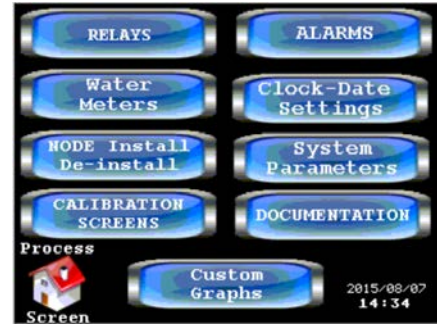 RELAYS
ALARMS
Water
Meters
Clock-Date
Settings
NODE Install
De-install
System
Parameters
CALIBRATION
SCREENS
DOCUMENTATION
Process
Screen
Custom
Graphs
2015/08/07
14:34